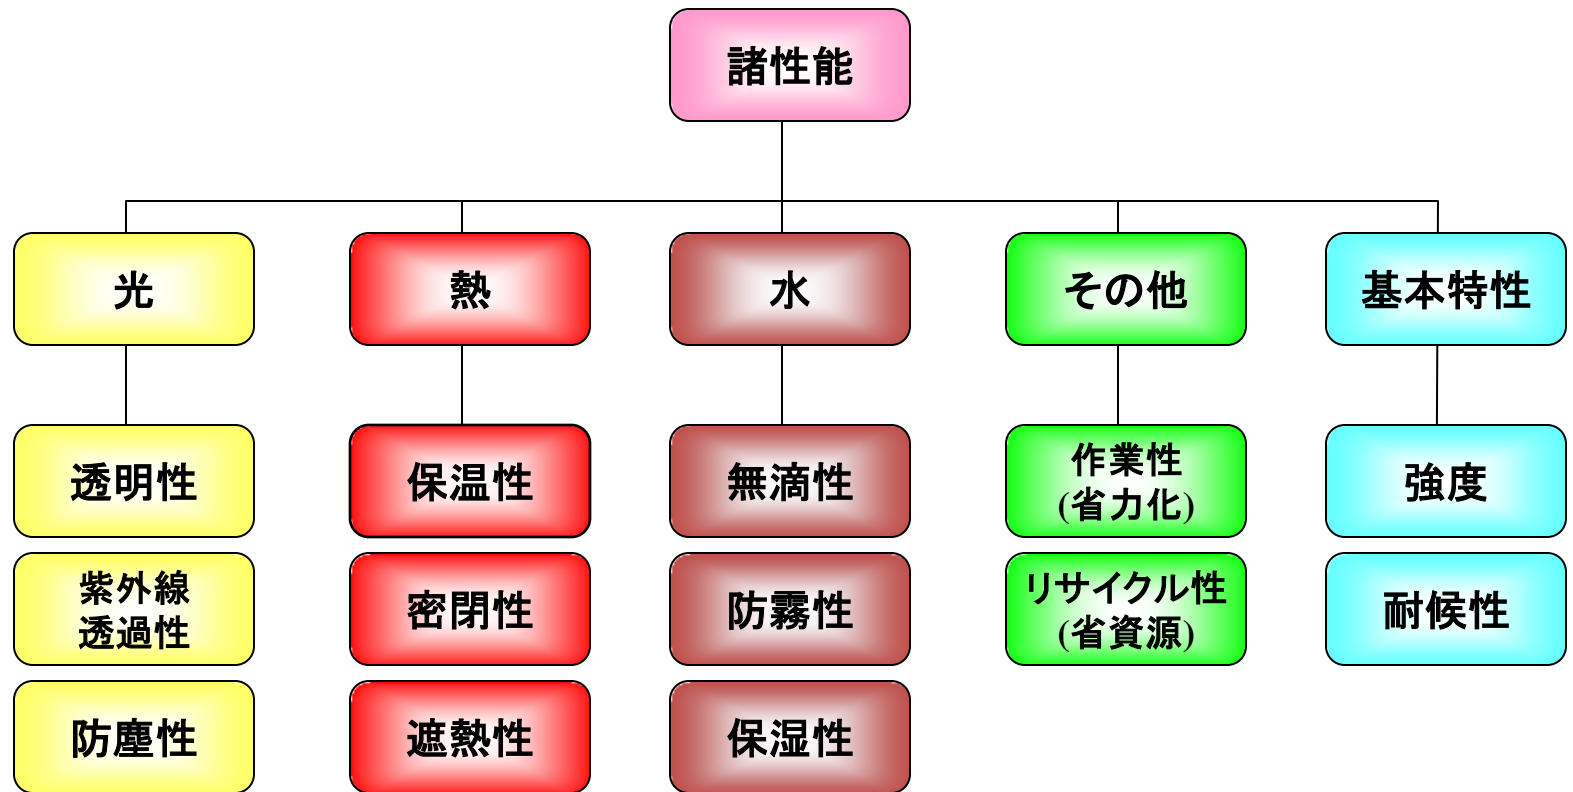 諸性能
光
熱
水
その他
基本特性
透明性
保温性
無滴性
作業性
(省力化)
強度
紫外線
透過性
密閉性
防霧性
リサイクル性
(省資源)
耐候性
防塵性
遮熱性
保湿性